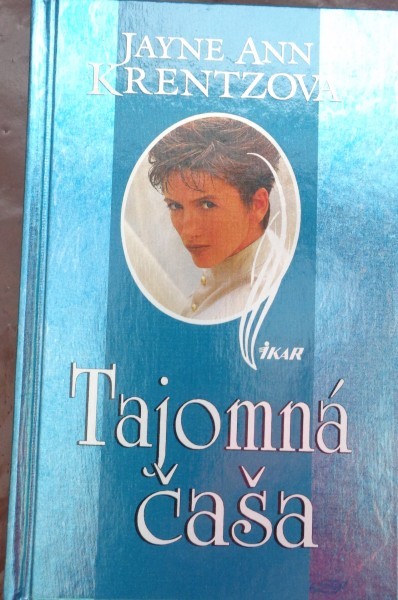 JAYNE ANN
KRENTZOVÁ
IKAR
Tajomná
čaša